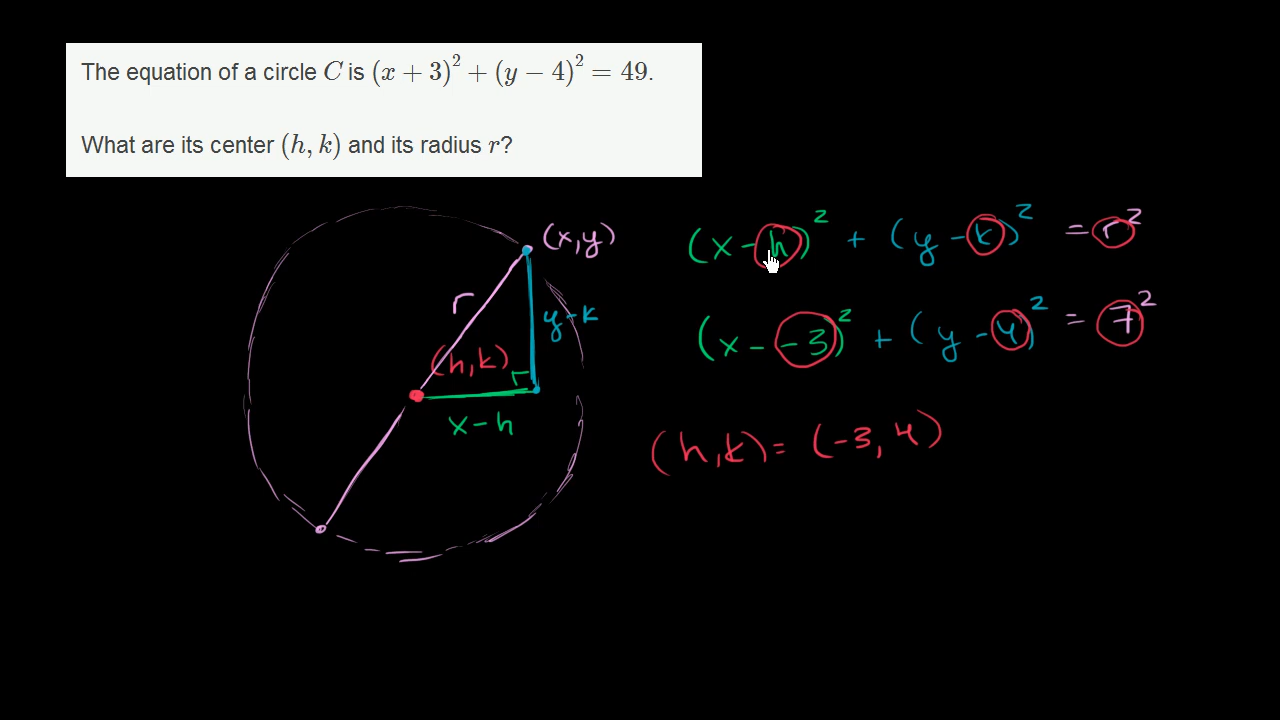 The equation of a circle C is (x + 3)² + (y − 4)² = 49.
What are its center (h, k) and its radius r?
(x,y)
(x-h)² + (y-k)² = r²
r
y-k
(x--3)² + (y-4)² = 7²
(h,k)
x-h
(h,k)= (-3,4)